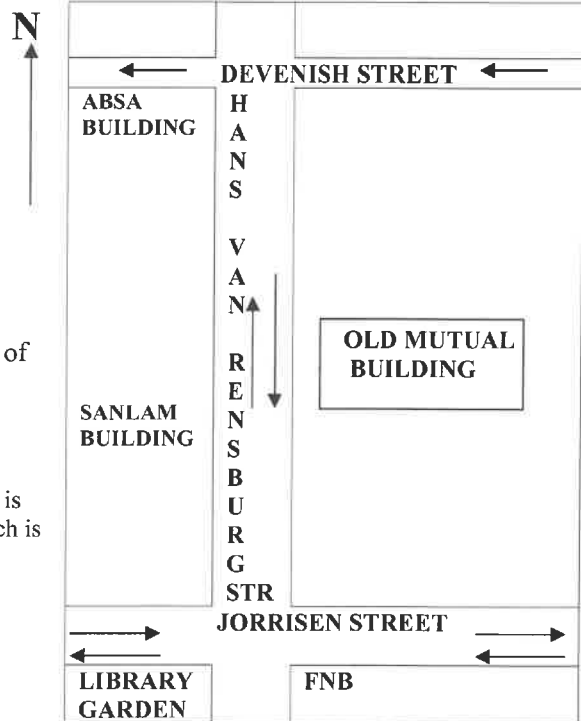 N
DEVENISH STREET
ABSA
BUILDING
H
A
N
S
V
A
N
R
E
N
S
B
U
R
G
STR
of
OLD MUTUAL
BUILDING
SANLAM
BUILDING
is
ch is
JORRISEN STREET
LIBRARY
GARDEN
FNB